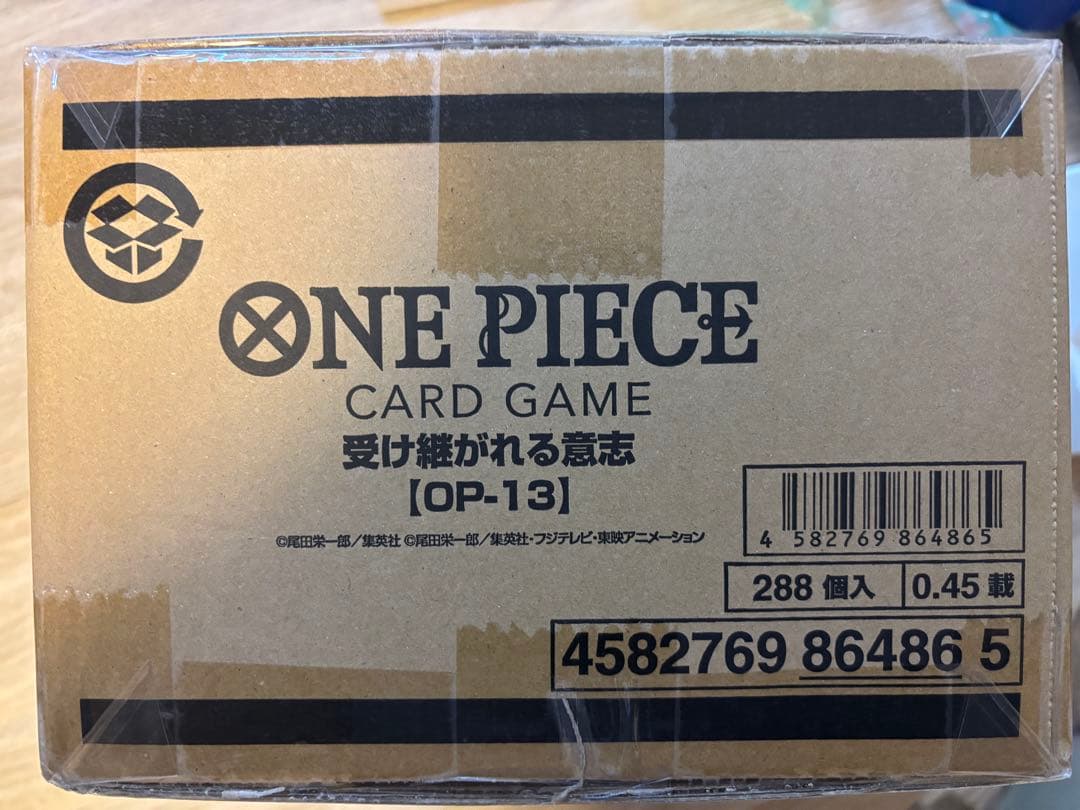 ONE PIECE
CARD GAME
受け継がれる意志
【OP-13】
©尾田栄一郎／集英社 ©尾田栄一郎／集英社・フジテレビ・東映アニメーション
4 582769 864865
288 個入 0.45 載
4582769 86486 5